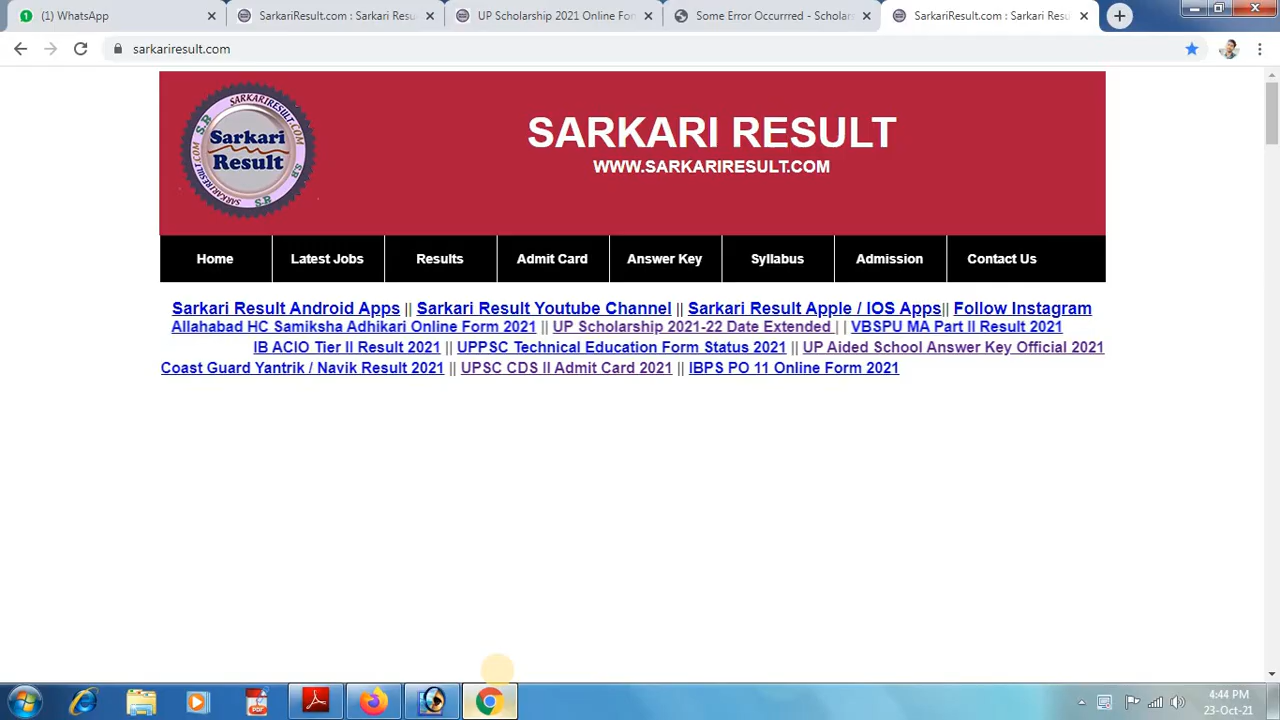 (1) WhatsApp
SarkariResult.com : Sarkari Resu
UP Scholarship 2021 Online For
Some Error Occurrred - Scholars
SarkariResult.com : Sarkari Resu
sarkariresult.com
SARKARIRESULT.COM
S.R
Sarkari
Result
SARKARI RESULT
WWW.SARKARIRESULT.COM
Home Latest Jobs Results Admit Card Answer Key Syllabus Admission Contact Us
Sarkari Result Android Apps || Sarkari Result Youtube Channel || Sarkari Result Apple / IOS Apps|| Follow Instagram
Allahabad HC Samiksha Adhikari Online Form 2021 || UP Scholarship 2021-22 Date Extended | | VBSPU MA Part II Result 2021
IB ACIO Tier II Result 2021 || UPPSC Technical Education Form Status 2021 || UP Aided School Answer Key Official 2021
Coast Guard Yantrik / Navik Result 2021 || UPSC CDS II Admit Card 2021 || IBPS PO 11 Online Form 2021
PDF
4:44 PM
23-Oct-21